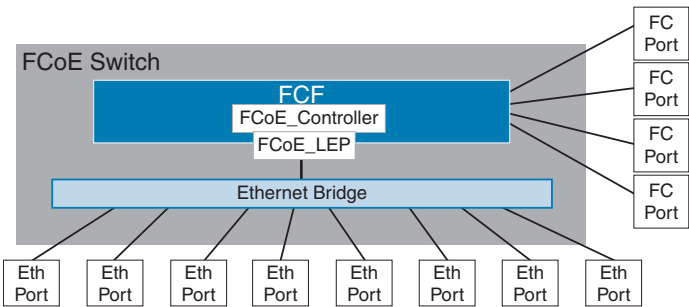 FCoE Switch
FCF
FCoE_Controller
FCoE_LEP
Ethernet Bridge
FC
Port
FC
Port
FC
Port
FC
Port
Eth
Port
Eth
Port
Eth
Port
Eth
Port
Eth
Port
Eth
Port
Eth
Port
Eth
Port